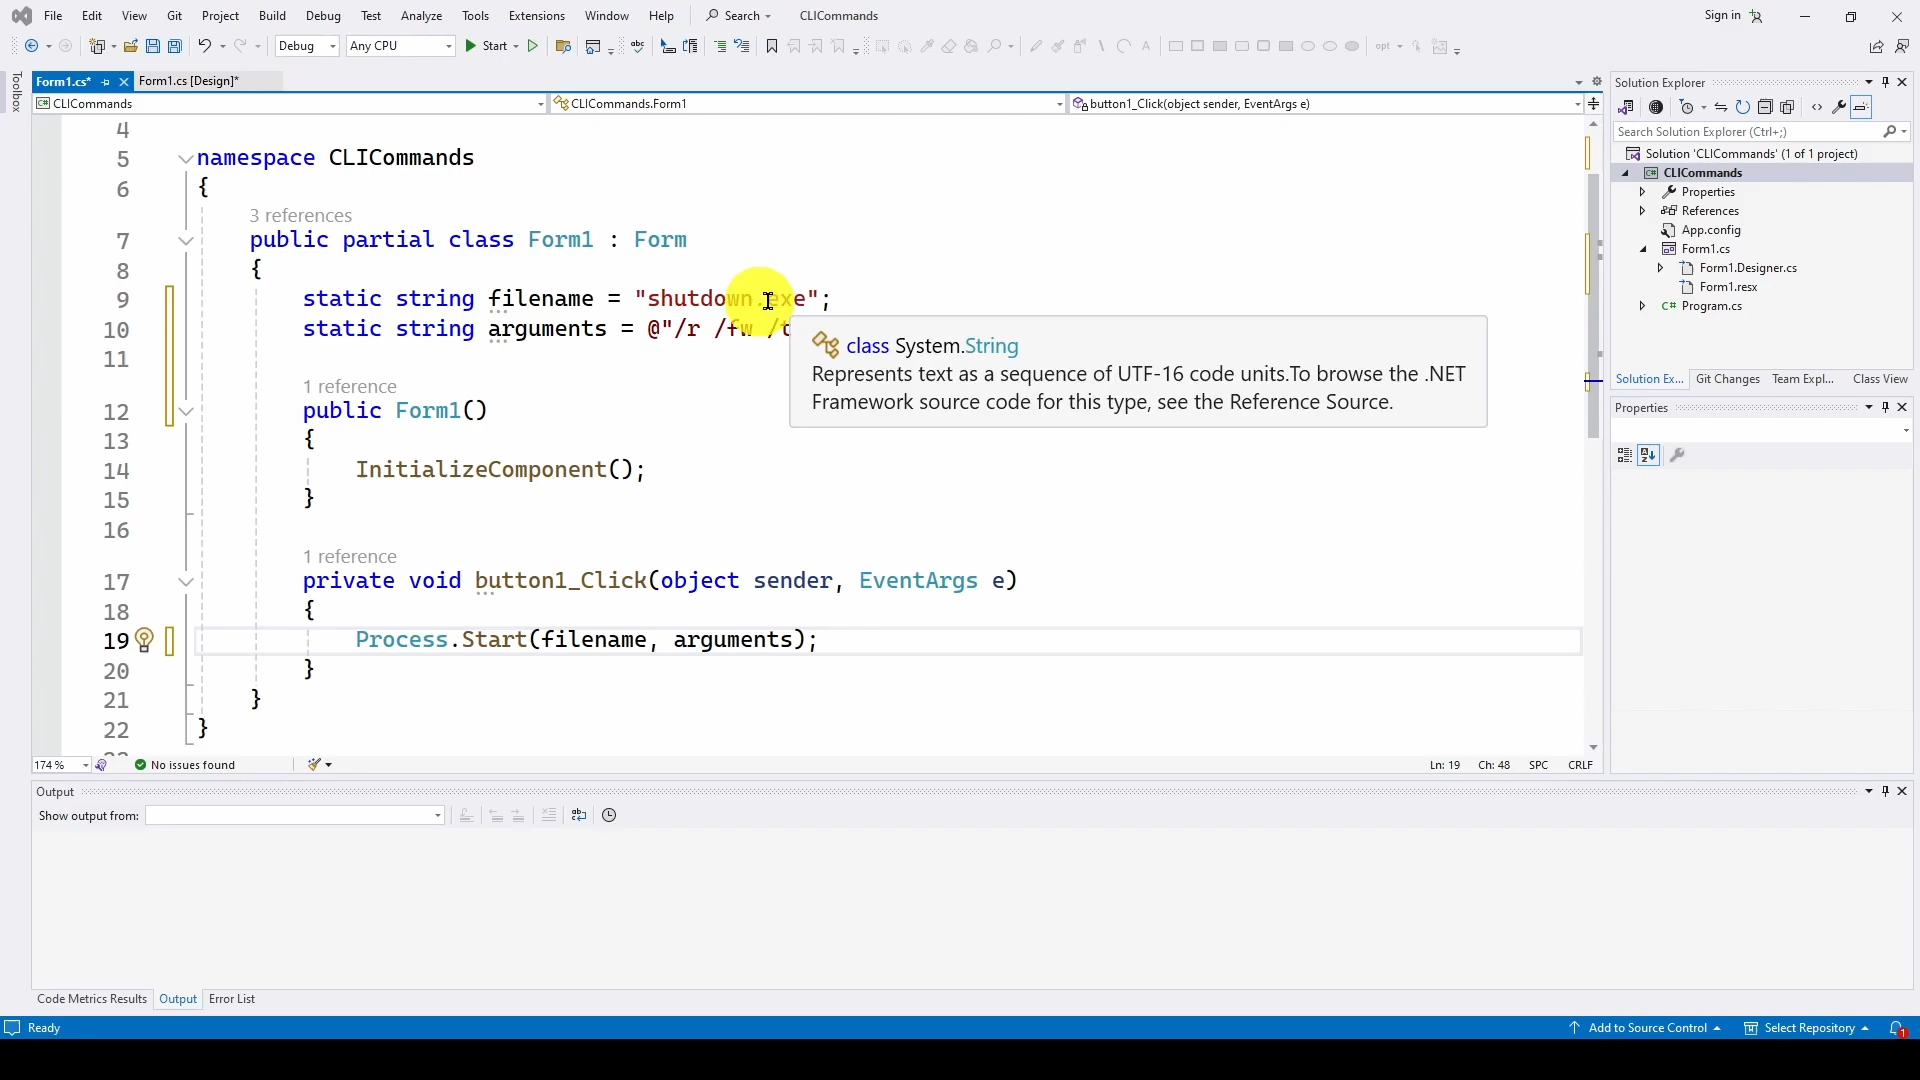 File Edit View Git Project Build Debug Test Analyze Tools Extensions Window Help Search CLICommands Sign in
Debug Any CPU Start opt
Toolbox
Form1.cs* Form1.cs [Design]*
CLICommands CLICommands.Form1 button1_Click(object sender, EventArgs e)
4
5 namespace CLICommands
6 {
3 references
7 public partial class Form1 : Form
8 {
9 static string filename = "shutdown.exe";
10 static string arguments = @"/r /fw /t
11
1 reference
12 public Form1()
13 {
14 InitializeComponent();
15 }
16
1 reference
17 private void button1_Click(object sender, EventArgs e)
18 {
19 Process.Start(filename, arguments);
20 }
21 }
22 }
class System.String
Represents text as a sequence of UTF-16 code units.To browse the .NET
Framework source code for this type, see the Reference Source.
174 % No issues found Ln: 19 Ch: 48 SPC CRLF
Output
Show output from:
Code Metrics Results Output Error List
Solution Explorer
Search Solution Explorer (Ctrl+;)
Solution 'CLICommands' (1 of 1 project)
CLICommands
Properties
References
App.config
Form1.cs
Form1.Designer.cs
Form1.resx
C# Program.cs
Solution Ex... Git Changes Team Expl... Class View
Properties
Ready Add to Source Control Select Repository 1